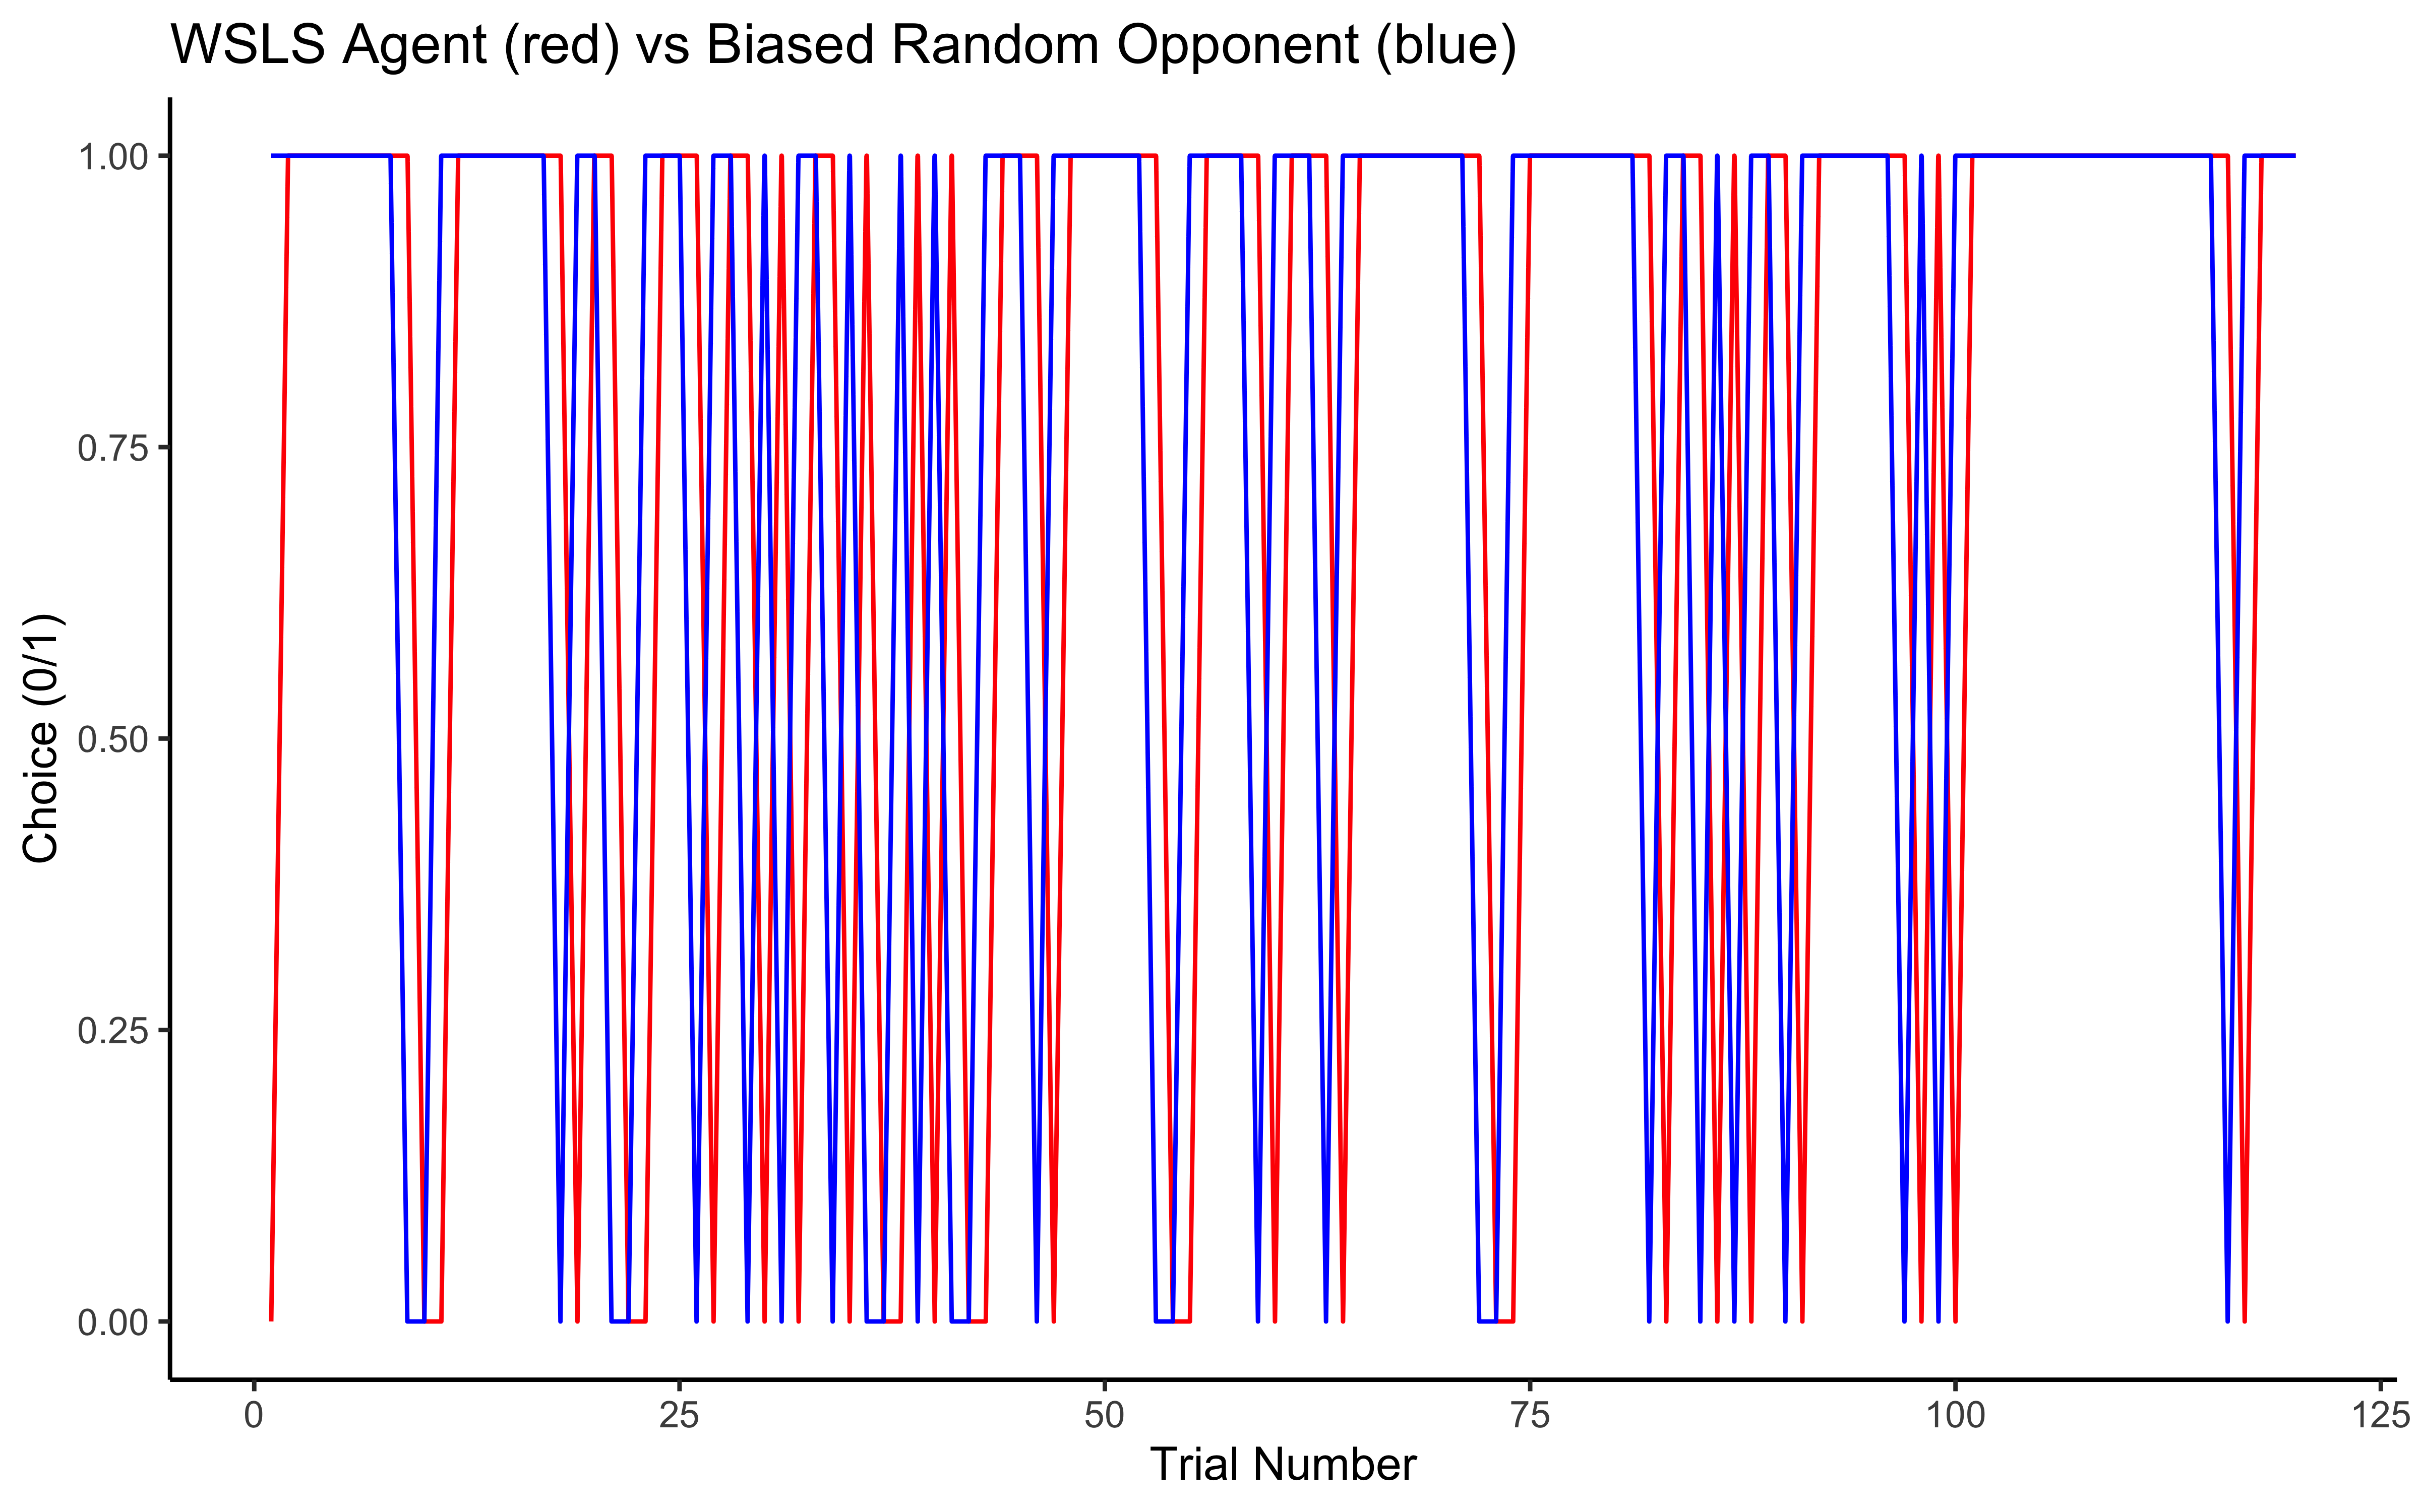 WSLS Agent (red) vs Biased Random Opponent (blue)
1.00
0.75
0.50
0.25
0.00
Choice (0/1)
0 25 50 75 100 125
Trial Number